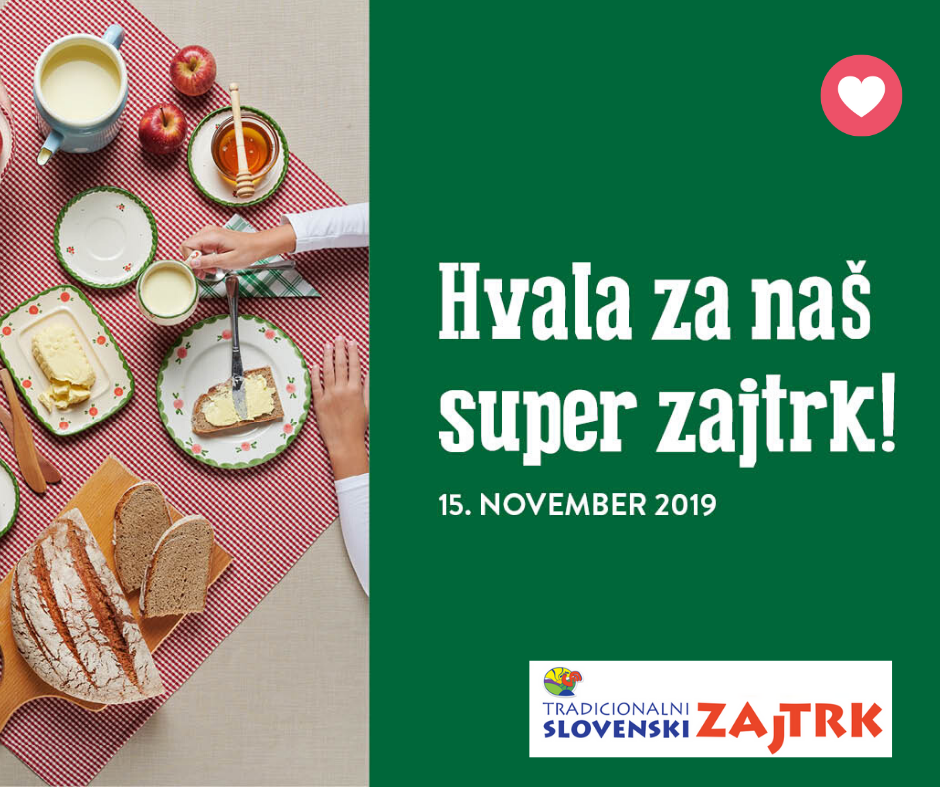 Hvala za naš
super zajtrk!
15. NOVEMBER 2019
TRADICIONALNI
SLOVENSKI ZAJTRK